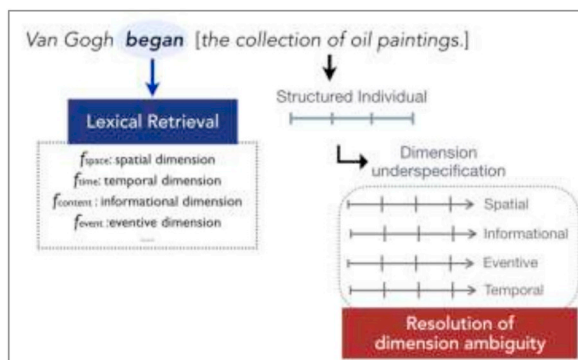 Van Gogh began [the collection of oil paintings.]
Lexical Retrieval
fspace: spatial dimension
ftime: temporal dimension
fcontent : informational dimension
fevent :eventive dimension
.....
Structured Individual
Dimension
underspecification
Spatial
Informational
Eventive
Temporal
Resolution of
dimension ambiguity